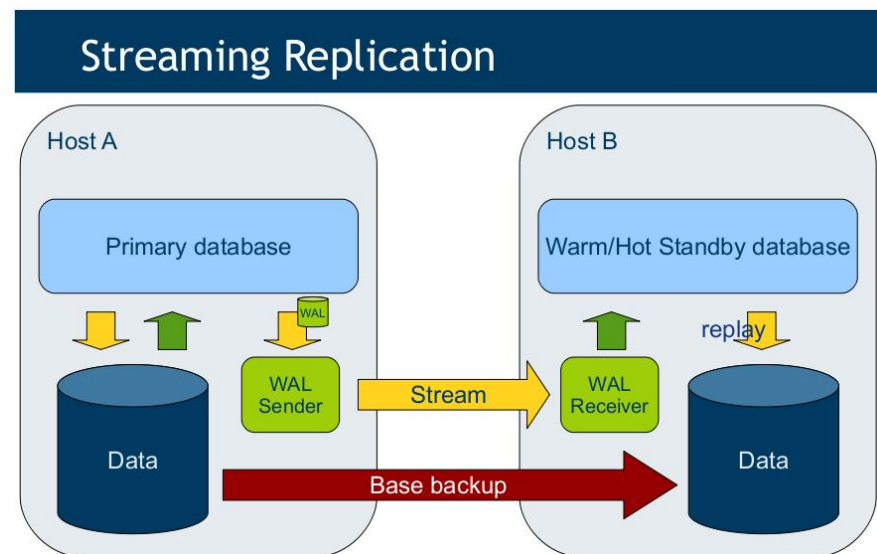 Streaming Replication
Host A
Host B
Primary database
Warm/Hot Standby database
WAL
replay
WAL
Sender
Stream
WAL
Receiver
Data
Data
Base backup